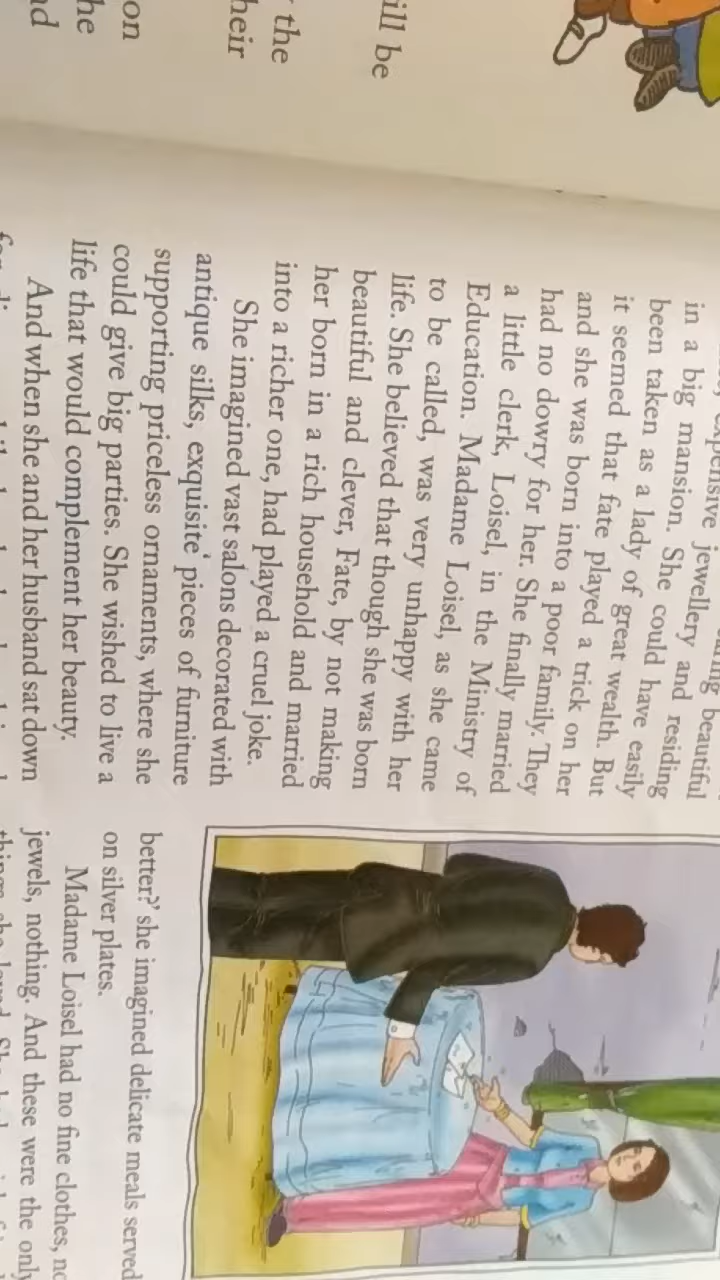 ill be
the
heir
on
he
beautiful
expensive jewellery and residing
in a big mansion. She could have easily
been taken as a lady of great wealth. But
it seemed that fate played a trick on her
and she was born into a poor family. They
had no dowry for her. She finally married
a little clerk, Loisel, in the Ministry of
Education. Madame Loisel, as she came
to be called, was very unhappy with her
life. She believed that though she was born
beautiful and clever, Fate, by not making
her born in a rich household and married
into a richer one, had played a cruel joke.
She imagined vast salons decorated with
antique silks, exquisite pieces of furniture
supporting priceless ornaments, where she
could give big parties. She wished to live a
life that would complement her beauty.
And when she and her husband sat down
better?’ she imagined delicate meals served
on silver plates.
Madame Loisel had no fine clothes, no
jewels, nothing. And these were the only